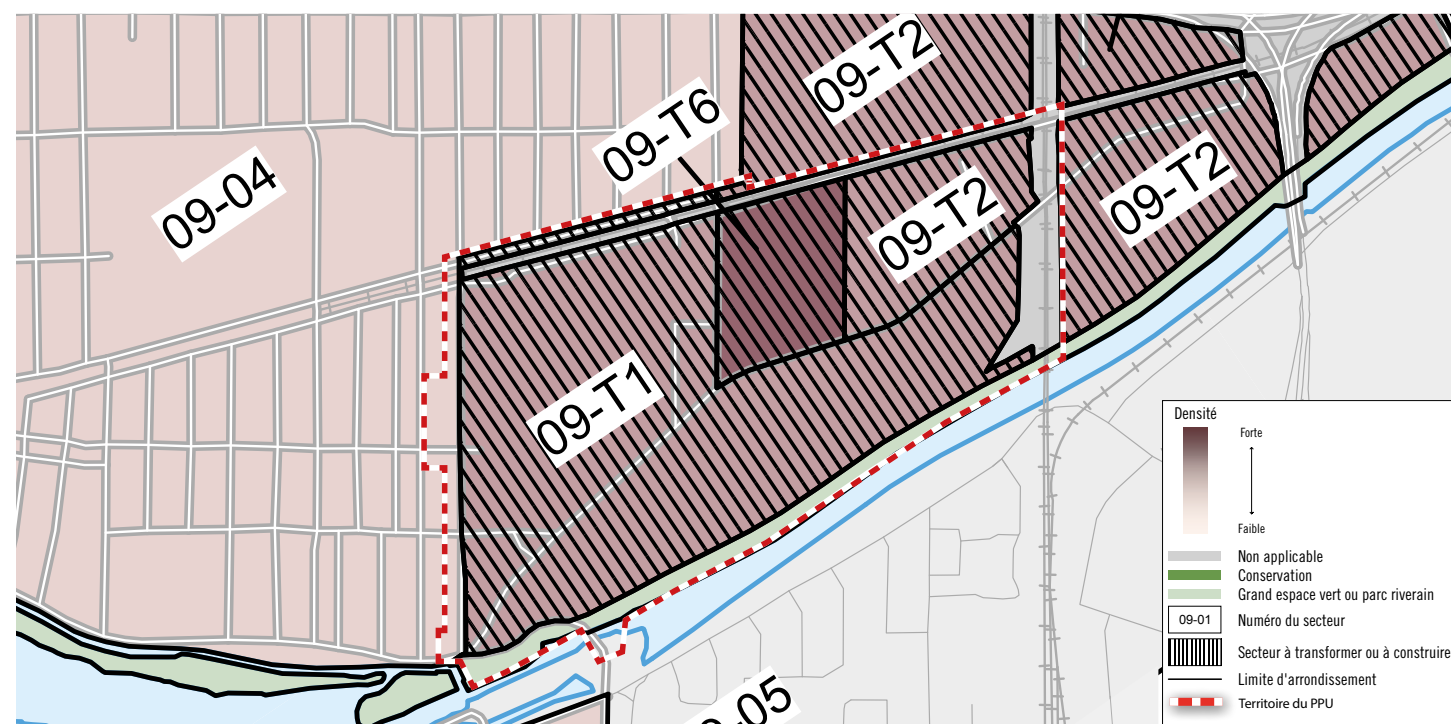 09-T2
09-T6
09-04
09-T2
09-T2
09-T1
-05
Densité
Forte
Faible
Non applicable
Conservation
Grand espace vert ou parc riverain
09-01 Numéro du secteur
Secteur à transformer ou à construire
Limite d'arrondissement
Territoire du PPU